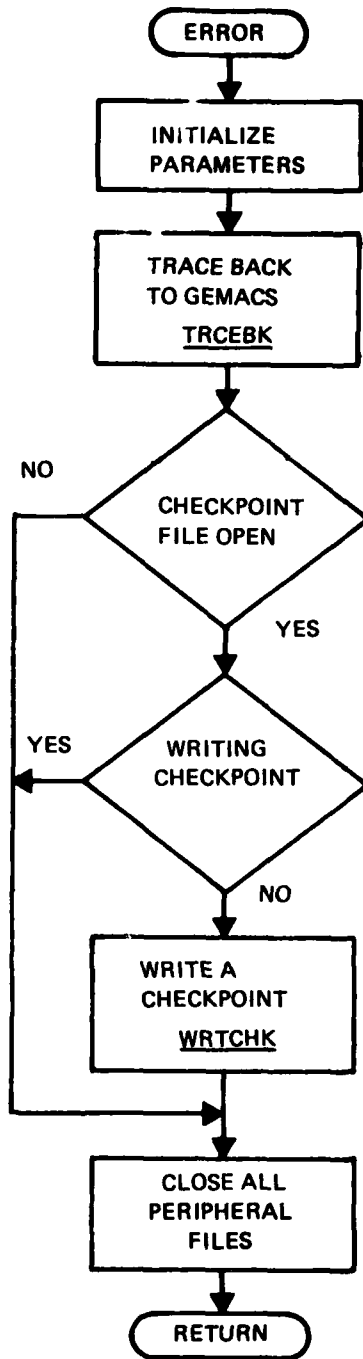 ERROR
INITIALIZE
PARAMETERS
TRACE BACK
TO GEMACS
TRCEBK
NO
CHECKPOINT
FILE OPEN
YES
YES
WRITING
CHECKPOINT
NO
WRITE A
CHECKPOINT
WRTCHK
CLOSE ALL
PERIPHERAL
FILES
RETURN